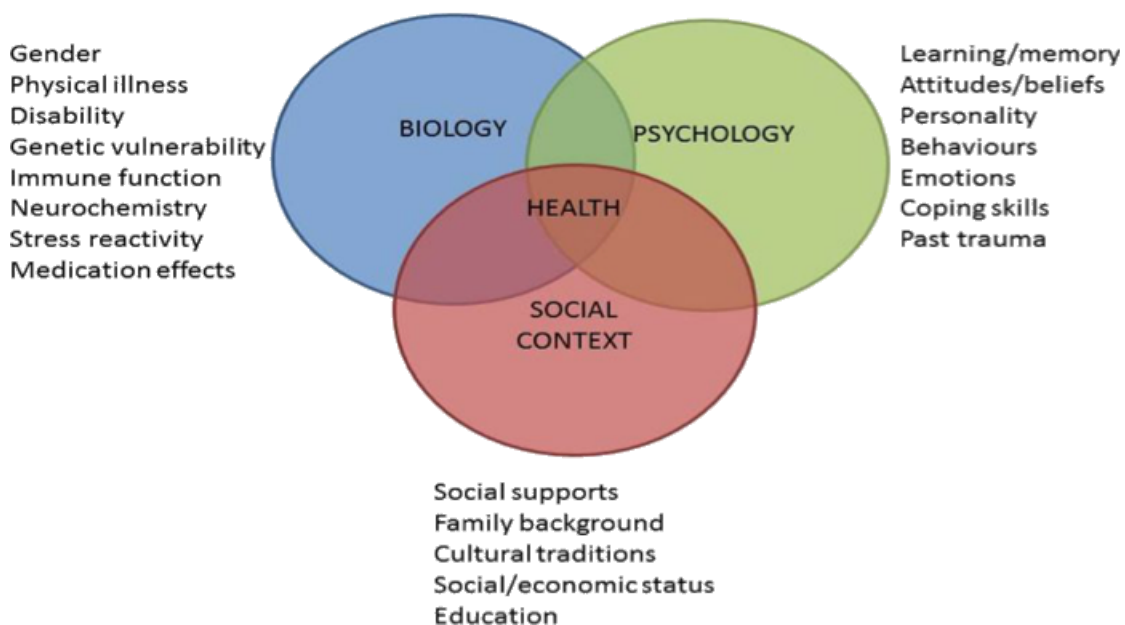 Gender
Physical illness
Disability
Genetic vulnerability
Immune function
Neurochemistry
Stress reactivity
Medication effects
BIOLOGY
PSYCHOLOGY
HEALTH
SOCIAL
CONTEXT
Learning/memory
Attitudes/beliefs
Personality
Behaviours
Emotions
Coping skills
Past trauma
Social supports
Family background
Cultural traditions
Social/economic status
Education